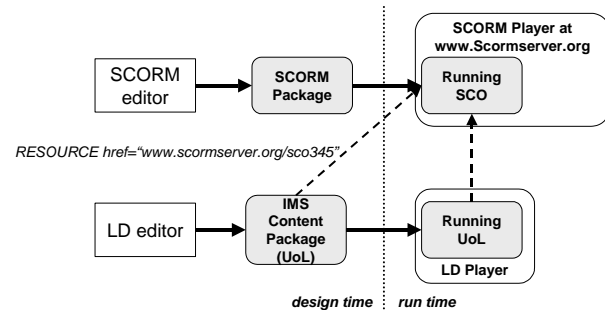 SCORM Player at
www.Scormserver.org
SCORM
editor
SCORM
Package
Running
SCO
RESOURCE href=“www.scormserver.org/sco345”
LD editor
IMS
Content
Package
(UoL)
Running
UoL
LD Player
design time
run time